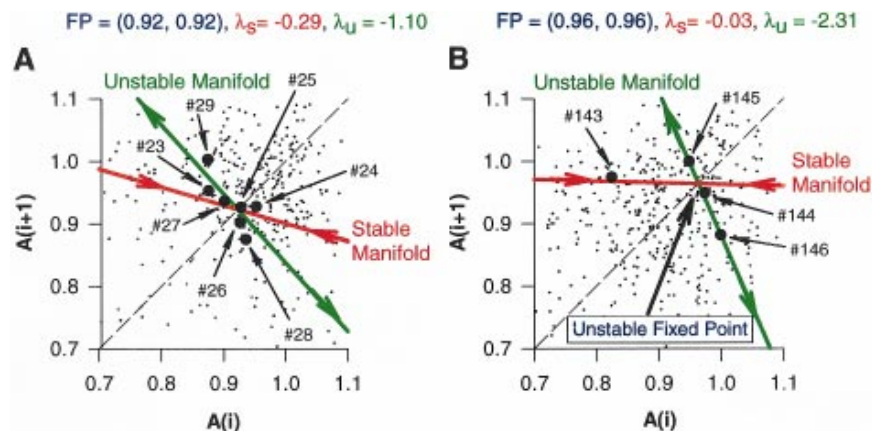 FP = (0.92, 0.92), λS= -0.29, λU = -1.10
A
Unstable Manifold
#25
#29
#23
#24
#27
#26
#28
Stable
Manifold
1.1
1.0
0.9
0.8
0.7
A(i+1)
0.7 0.8 0.9 1.0 1.1
A(i)
FP = (0.96, 0.96), λS= -0.03, λU = -2.31
B
Unstable Manifold
#145
#143
Stable
Manifold
#144
#146
Unstable Fixed Point
1.1
1.0
0.9
0.8
0.7
A(i+1)
0.7 0.8 0.9 1.0 1.1
A(i)